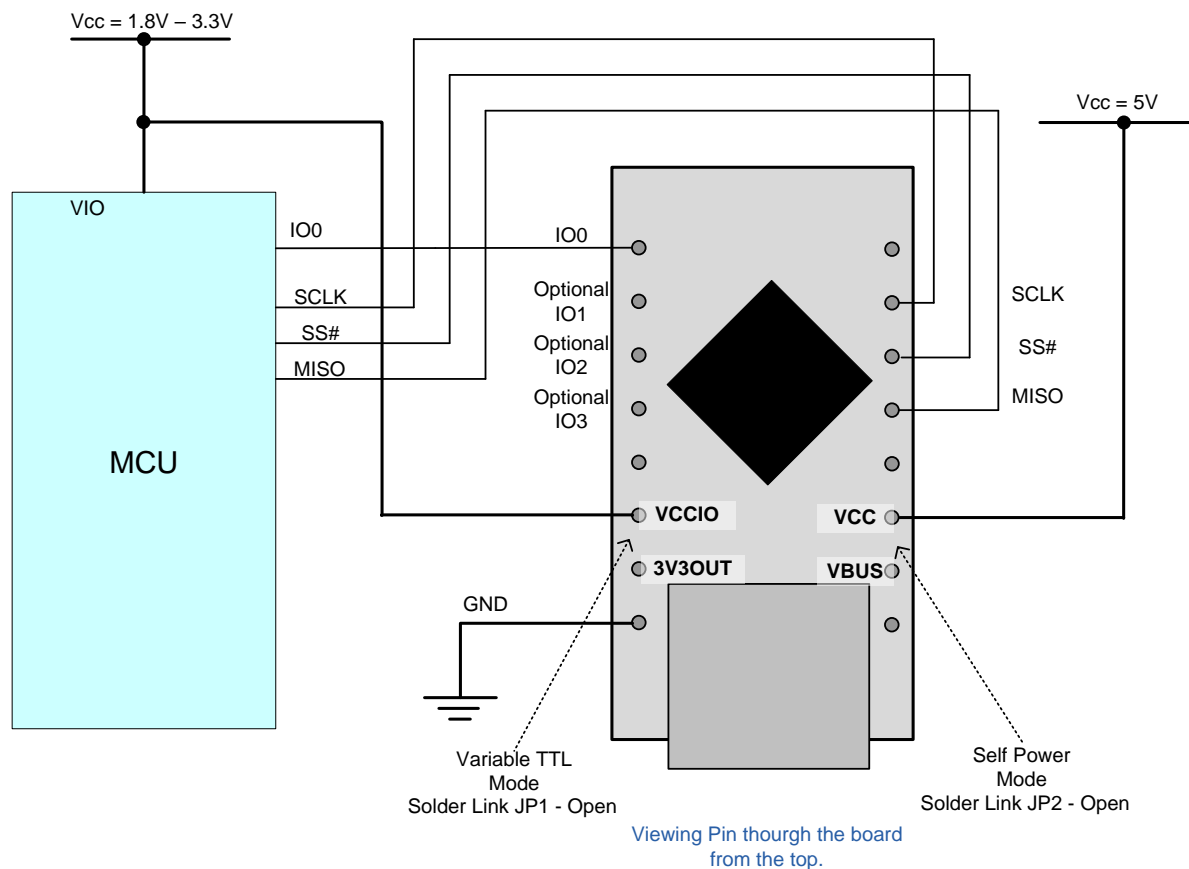 Vcc = 1.8V – 3.3V
Vcc = 5V
VIO
IO0
SCLK
SS#
MISO
MCU
IO0
Optional
IO1
Optional
IO2
Optional
IO3
SCLK
SS#
MISO
VCCIO
VCC
3V3OUT
VBUS
GND
Variable TTL
Mode
Solder Link JP1 - Open
Self Power
Mode
Solder Link JP2 - Open
Viewing Pin thourgh the board
from the top.